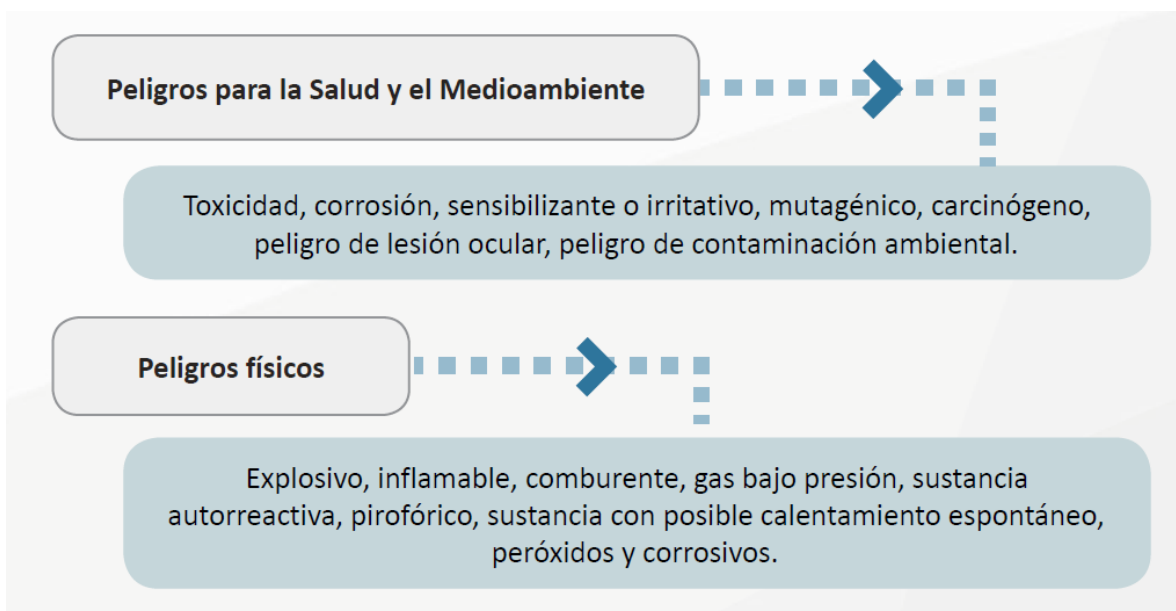 Peligros para la Salud y el Medioambiente
Toxicidad, corrosión, sensibilizante o irritativo, mutagénico, carcinógeno,
peligro de lesión ocular, peligro de contaminación ambiental.
Peligros físicos
Explosivo, inflamable, comburente, gas bajo presión, sustancia
autorreactiva, pirofórico, sustancia con posible calentamiento espontáneo,
peróxidos y corrosivos.